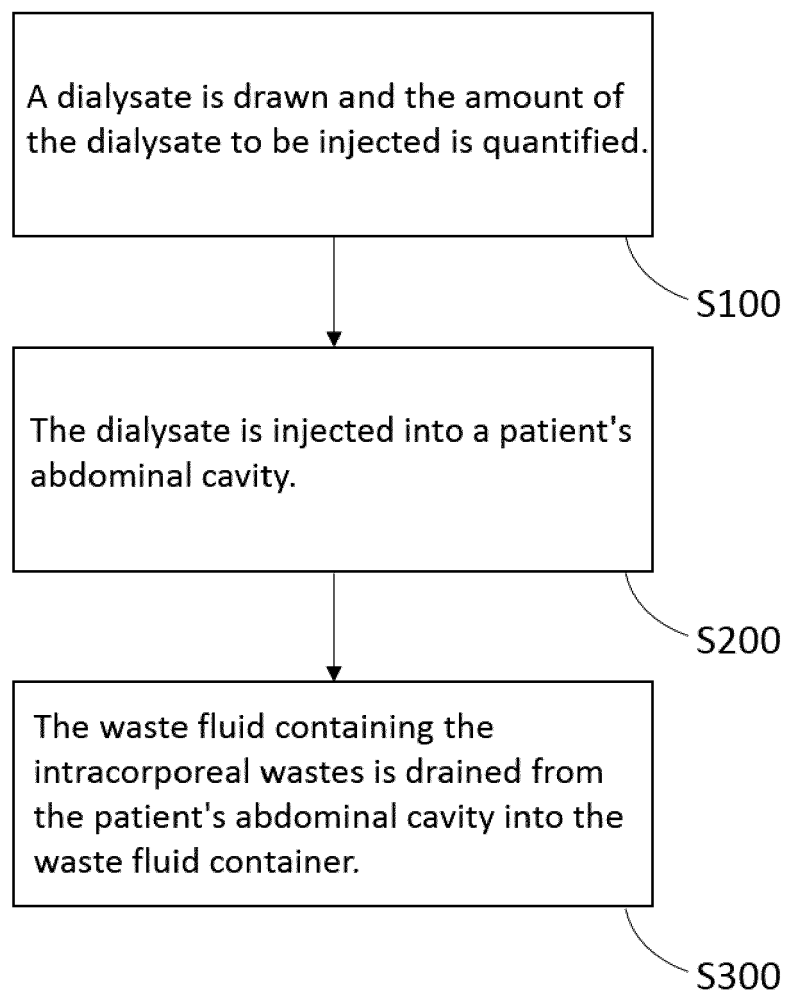 A dialysate is drawn and the amount of
the dialysate to be injected is quantified.
S100
The dialysate is injected into a patient's
abdominal cavity.
S200
The waste fluid containing the
intracorporeal wastes is drained from
the patient's abdominal cavity into the
waste fluid container.
S300